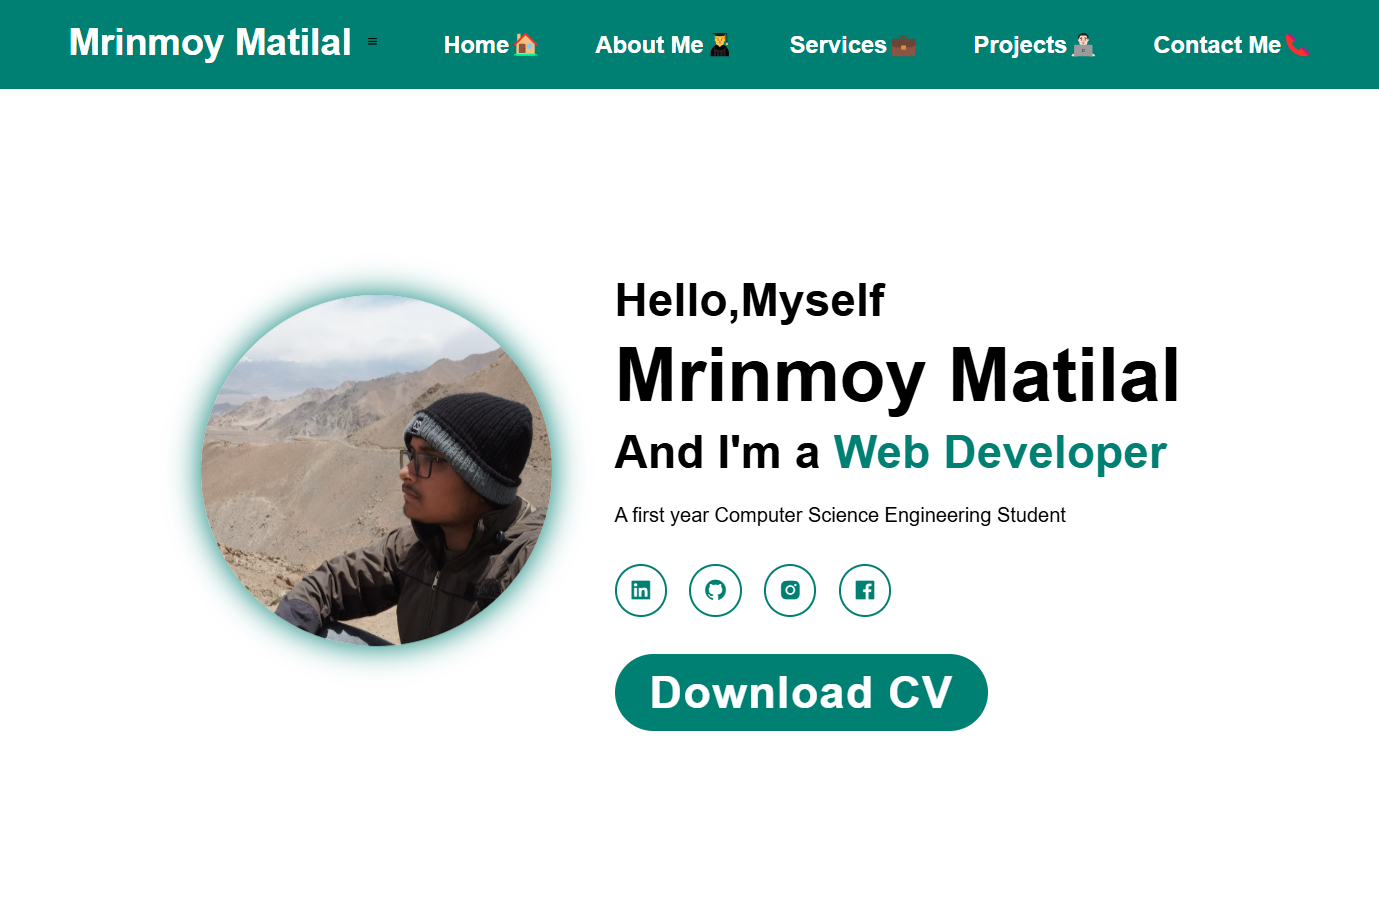 Mrinmoy Matilal
Home About Me Services Projects Contact Me
Hello,Myself
Mrinmoy Matilal
And I'm a Web Developer
A first year Computer Science Engineering Student
Download CV